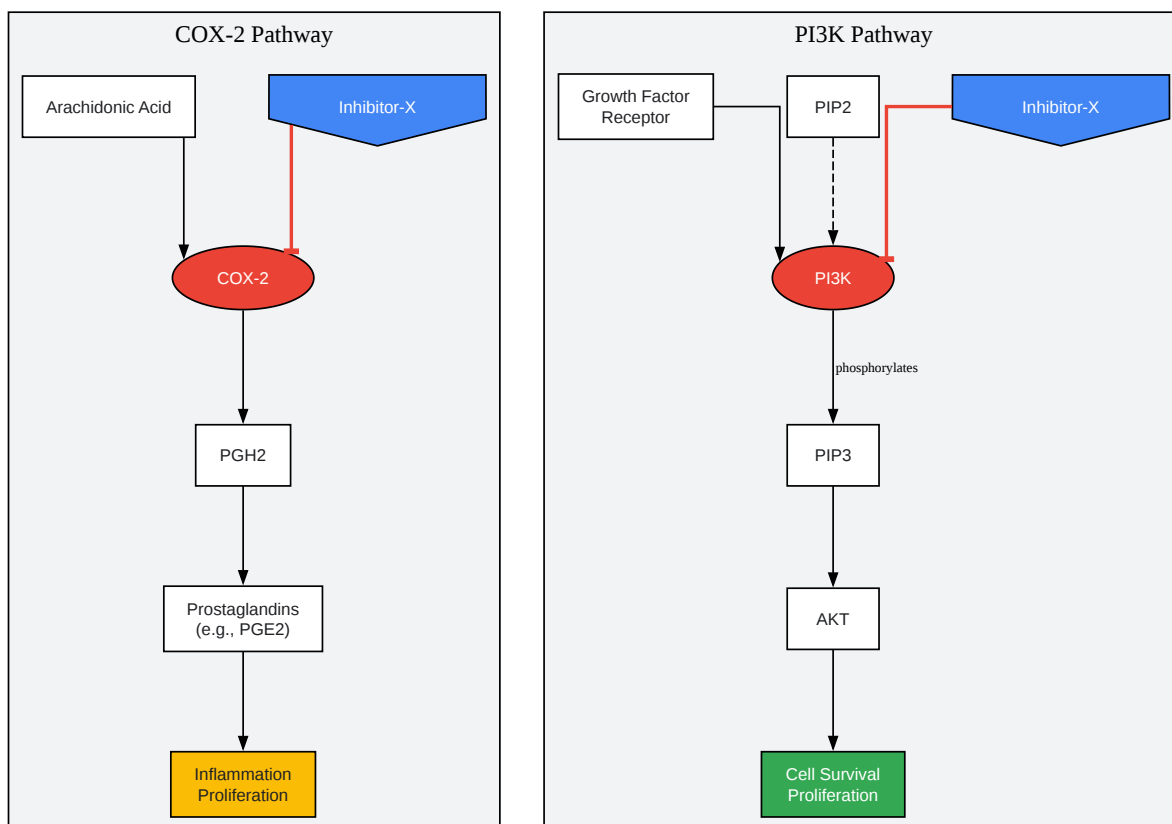 COX-2 Pathway
Arachidonic Acid
Inhibitor-X
COX-2
PGH2
Prostaglandins
(e.g., PGE2)
Inflammation
Proliferation
PI3K Pathway
Growth Factor
Receptor
PIP2
Inhibitor-X
PI3K
phosphorylates
PIP3
AKT
Cell Survival
Proliferation